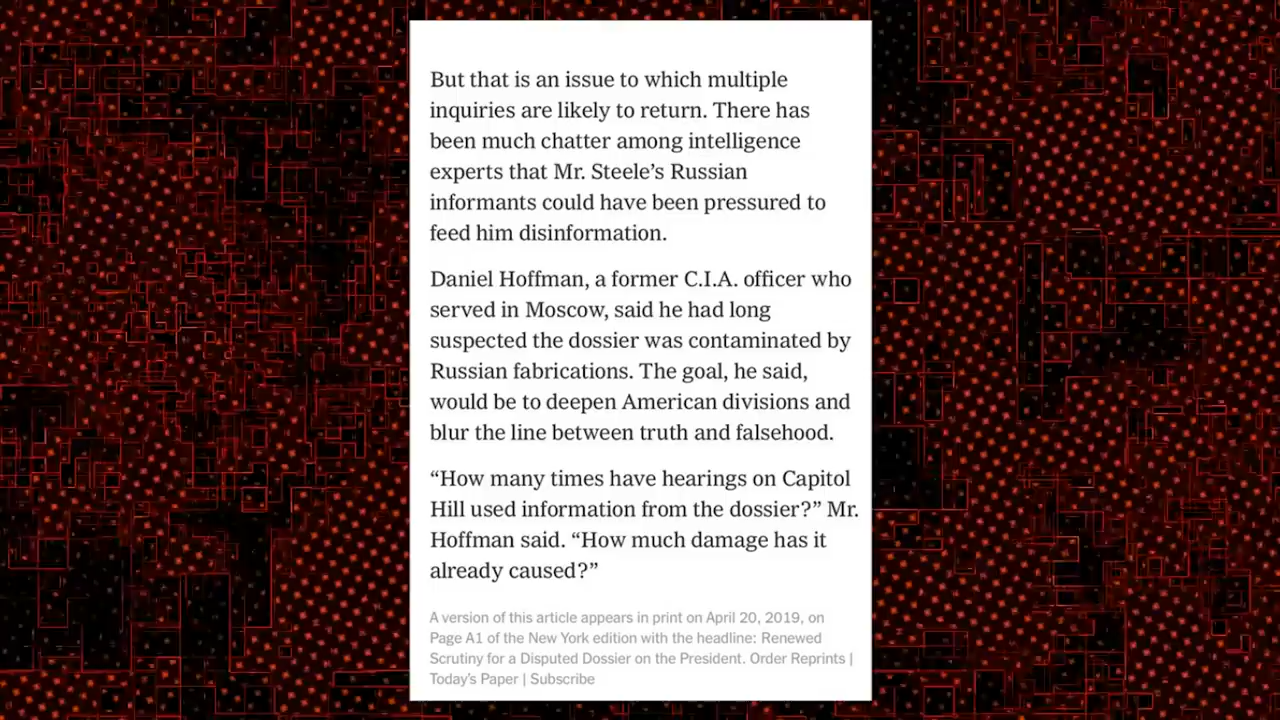 But that is an issue to which multiple
inquiries are likely to return. There has
been much chatter among intelligence
experts that Mr. Steele’s Russian
informants could have been pressured to
feed him disinformation.
Daniel Hoffman, a former C.I.A. officer who
served in Moscow, said he had long
suspected the dossier was contaminated by
Russian fabrications. The goal, he said,
would be to deepen American divisions and
blur the line between truth and falsehood.
“How many times have hearings on Capitol
Hill used information from the dossier?” Mr.
Hoffman said. “How much damage has it
already caused?”
A version of this article appears in print on April 20, 2019, on
Page A1 of the New York edition with the headline: Renewed
Scrutiny for a Disputed Dossier on the President. Order Reprints |
Today’s Paper | Subscribe